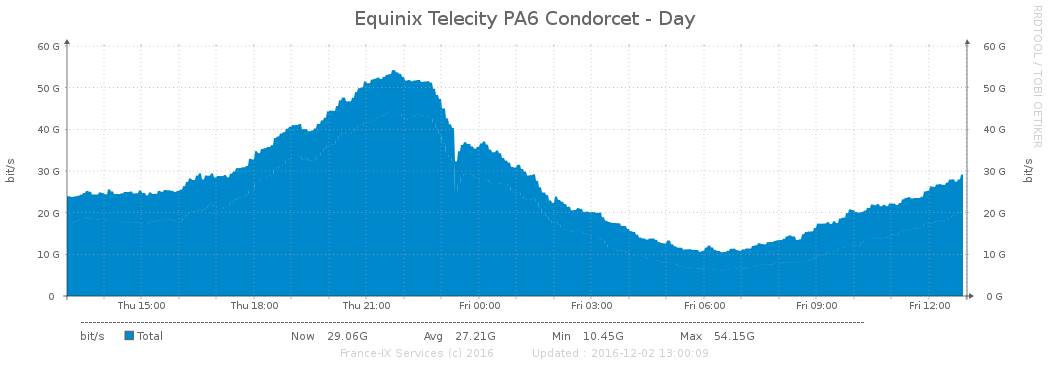 Equinix Telecity PA6 Condorcet - Day
RRDTOOL / TOBI OETIKER
60 G 60 G
50 G 50 G
40 G 40 G
30 G 30 G
20 G 20 G
10 G 10 G
0 0 G
bit/s bit/s
Thu 15:00 Thu 18:00 Thu 21:00 Fri 00:00 Fri 03:00 Fri 06:00 Fri 09:00 Fri 12:00
bit/s Total Now 29.06G Avg 27.21G Min 10.45G Max 54.15G
France-IX Services (c) 2016 Updated : 2016-12-02 13:00:09